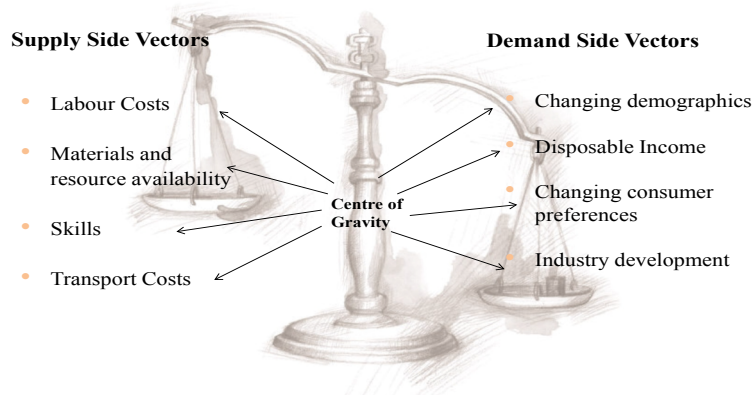 Supply Side Vectors
• Labour Costs
• Materials and
resource availability
• Skills
• Transport Costs
Centre of
Gravity
Demand Side Vectors
• Changing demographics
• Disposable Income
• Changing consumer
preferences
• Industry development